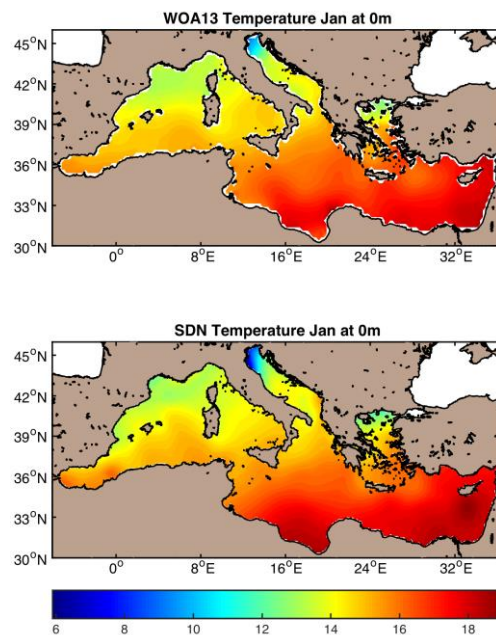 WOA13 Temperature Jan at 0m
45°N
42°N
39°N
36°N
33°N
30°N
0°
8°E
16°E
24°E
32°E
SDN Temperature Jan at 0m
45°N
42°N
39°N
36°N
33°N
30°N
0°
8°E
16°E
24°E
32°E
6 8 10 12 14 16 18